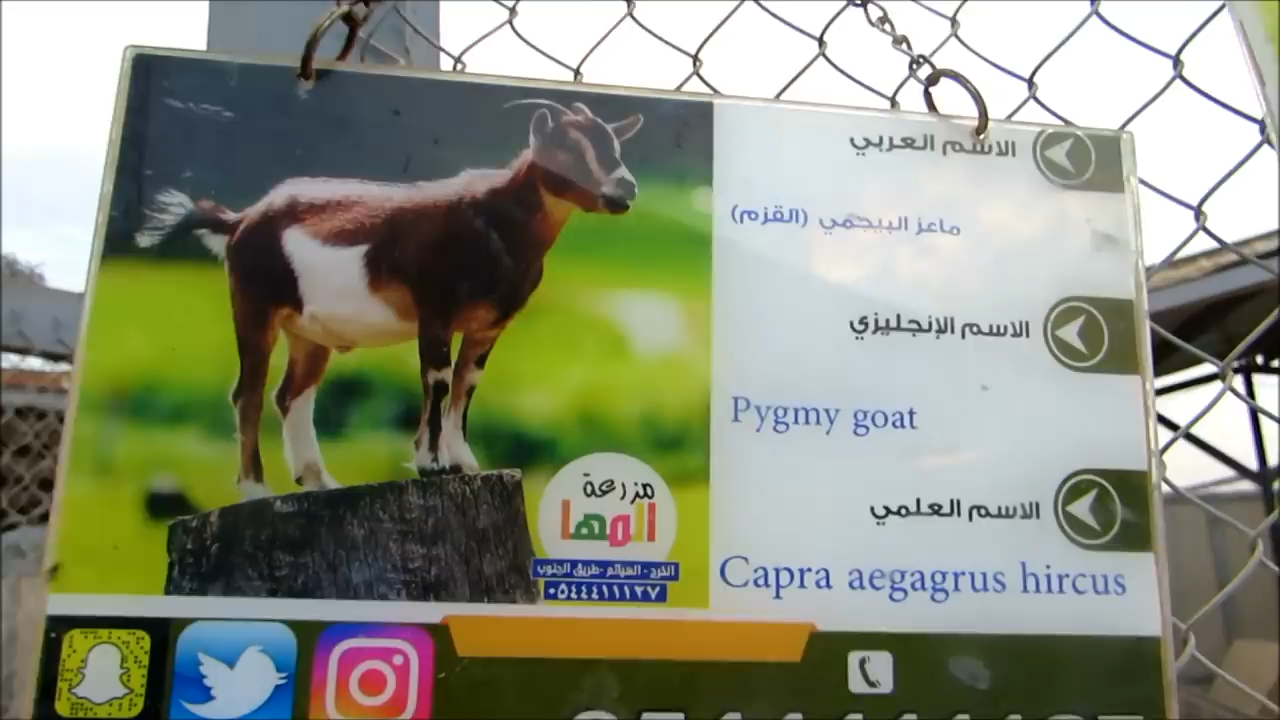 الاسم العربي
ماعز البيجمي (القزم)
الاسم الإنجليزي
Pygmy goat
الاسم العلمي
Capra aegagrus hircus
مزرعة
المها
الخرج - الهياثم - طريق الجنوب
٠٥٤٤٤١١١٢٧